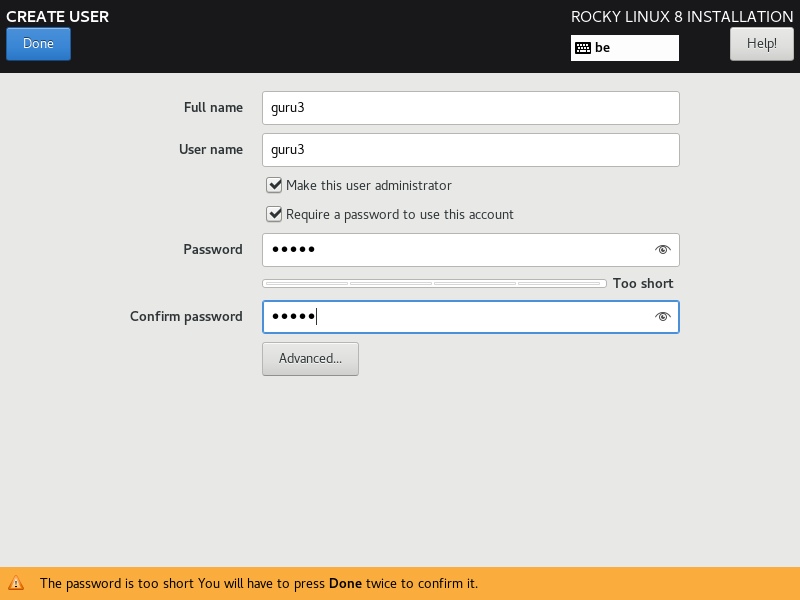 CREATE USER
ROCKY LINUX 8 INSTALLATION
Done
be
Help!
Full name
guru3
User name
guru3
Make this user administrator
Require a password to use this account
Password
●●●●●
Too short
Confirm password
●●●●●
Advanced...
The password is too short You will have to press Done twice to confirm it.